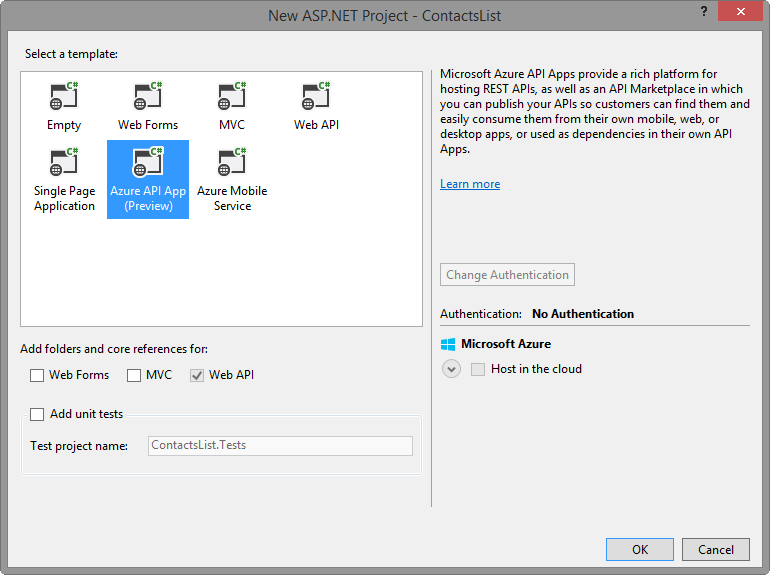 New ASP.NET Project - ContactsList
?
Select a template:
C# C# C# C#
Empty Web Forms MVC Web API
C# C# C#
Single Page Azure API App Azure Mobile
Application (Preview) Service
Microsoft Azure API Apps provide a rich platform for
hosting REST APIs, as well as an API Marketplace in which
you can publish your APIs so customers can find them and
easily consume them from their own mobile, web, or
desktop apps, or used as dependencies in their own API
Apps.
Learn more
Change Authentication
Authentication: No Authentication
Microsoft Azure
Host in the cloud
Add folders and core references for:
Web Forms MVC Web API
Add unit tests
Test project name: ContactsList.Tests
OK Cancel